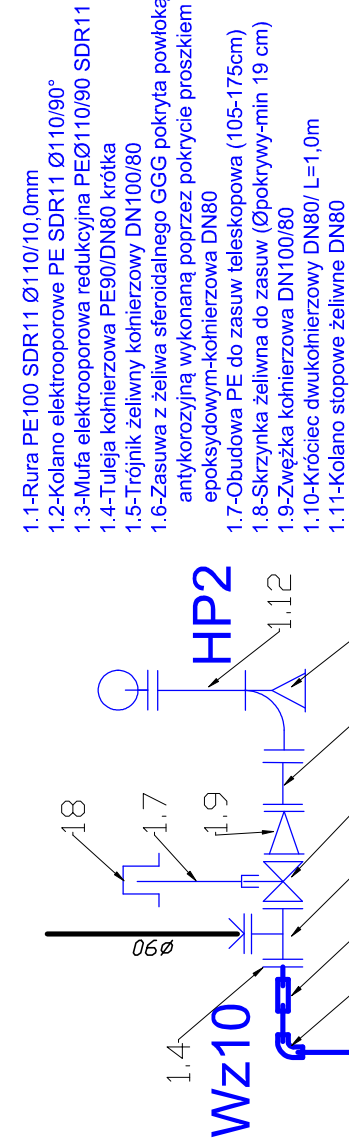 1.1-Rura PE100 SDR11 Ø110/10,0mm
1.2-Kolano elektrooporowe PE SDR11 Ø110/90°
1.3-Mufa elektrooporowa redukcyjna PEØ110/90 SDR11
1.4-Tuleja kołnierzowa PE90/DN80 krótka
1.5-Trójnik żeliwny kołnierzowy DN100/80
1.6-Zasuwa z żeliwa sferoidalnego GGG pokryta powłoką
antykorozyjną wykonaną poprzez pokrycie proszkiem
epoksydowym-kołnierzowa DN80
1.7-Obudowa PE do zasuw teleskopowa (105-175cm)
1.8-Skrzynka żeliwna do zasuw (Øpokrywy-min 19 cm)
1.9-Zwężka kołnierzowa DN100/80
1.10-Króciec dwukołnierzowy DN80/ L=1,0m
1.11-Kolano stopowe żeliwne DN80
HP2
1.12
18
1.7
1.9
ø90
1.4
Wz10